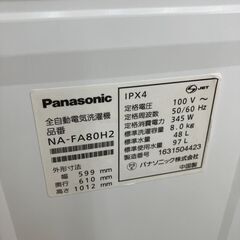 Panasonic
全自動電気洗濯機
品番
NA-FA80H2
外形寸法
幅 599 mm
奥行 610 mm
高さ 1012 mm
IPX4
JET
定格電圧 100 V~
定格周波数 50/60 Hz
定格消費電力 345 W
標準洗濯容量 8.0 kg
標準水量 48 L
標準使用水量 97 L
1631504423
パナソニック株式会社
中国製